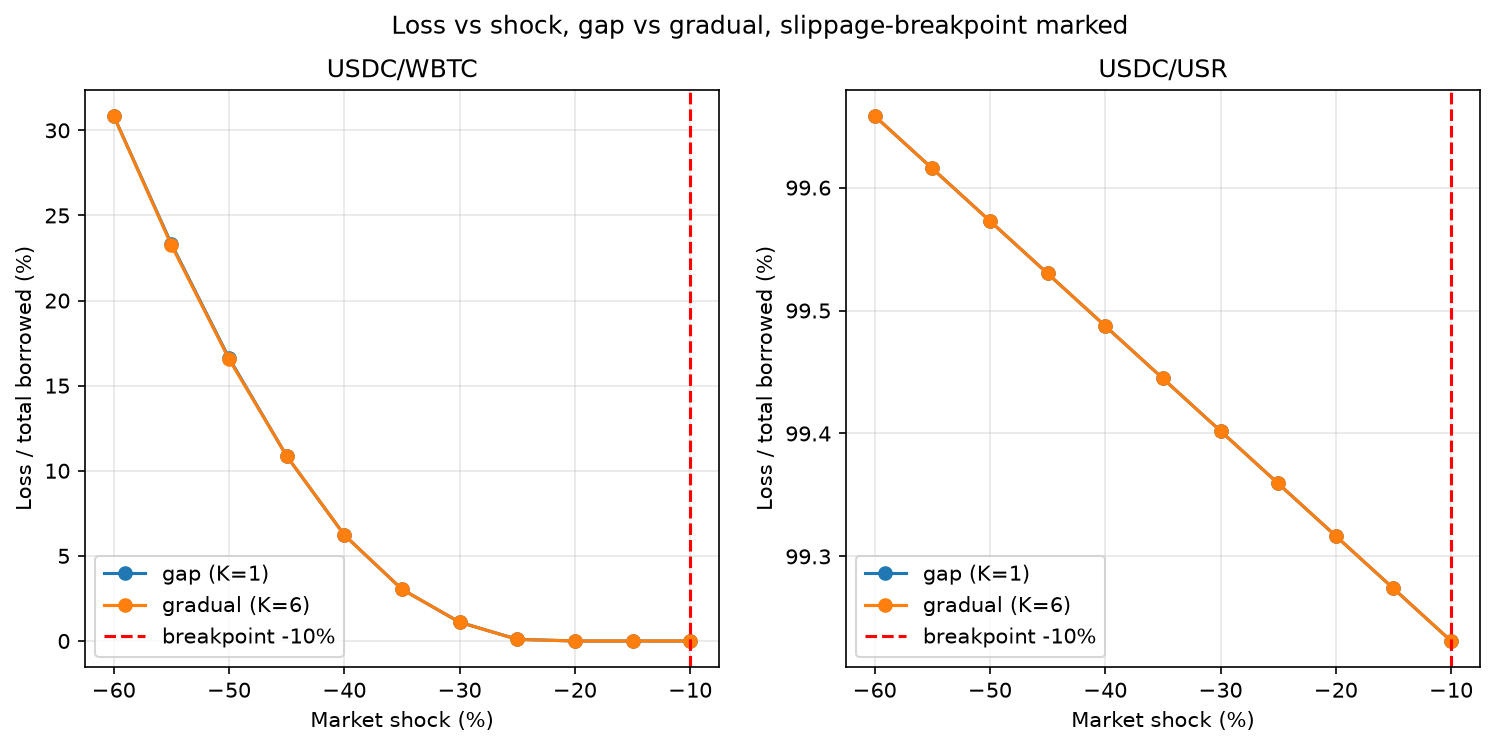 Loss vs shock, gap vs gradual, slippage-breakpoint marked
USDC/WBTC
Loss / total borrowed (%)
30
25
20
15
10
5
0
gap (K=1)
gradual (K=6)
breakpoint -10%
−60
−50
−40
−30
−20
−10
Market shock (%)
USDC/USR
Loss / total borrowed (%)
99.6
99.5
99.4
99.3
gap (K=1)
gradual (K=6)
breakpoint -10%
−60
−50
−40
−30
−20
−10
Market shock (%)